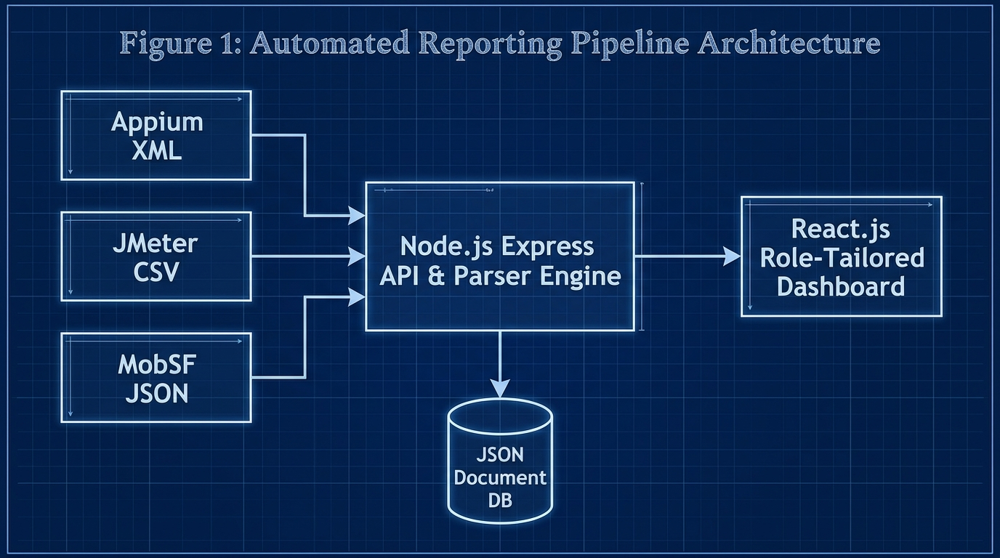 Figure 1: Automated Reporting Pipeline Architecture
Appium
XML
JMeter
CSV
MobSF
JSON
Node.js Express
API & Parser Engine
React.js
Role-Tailored
Dashboard
JSON
Document
DB